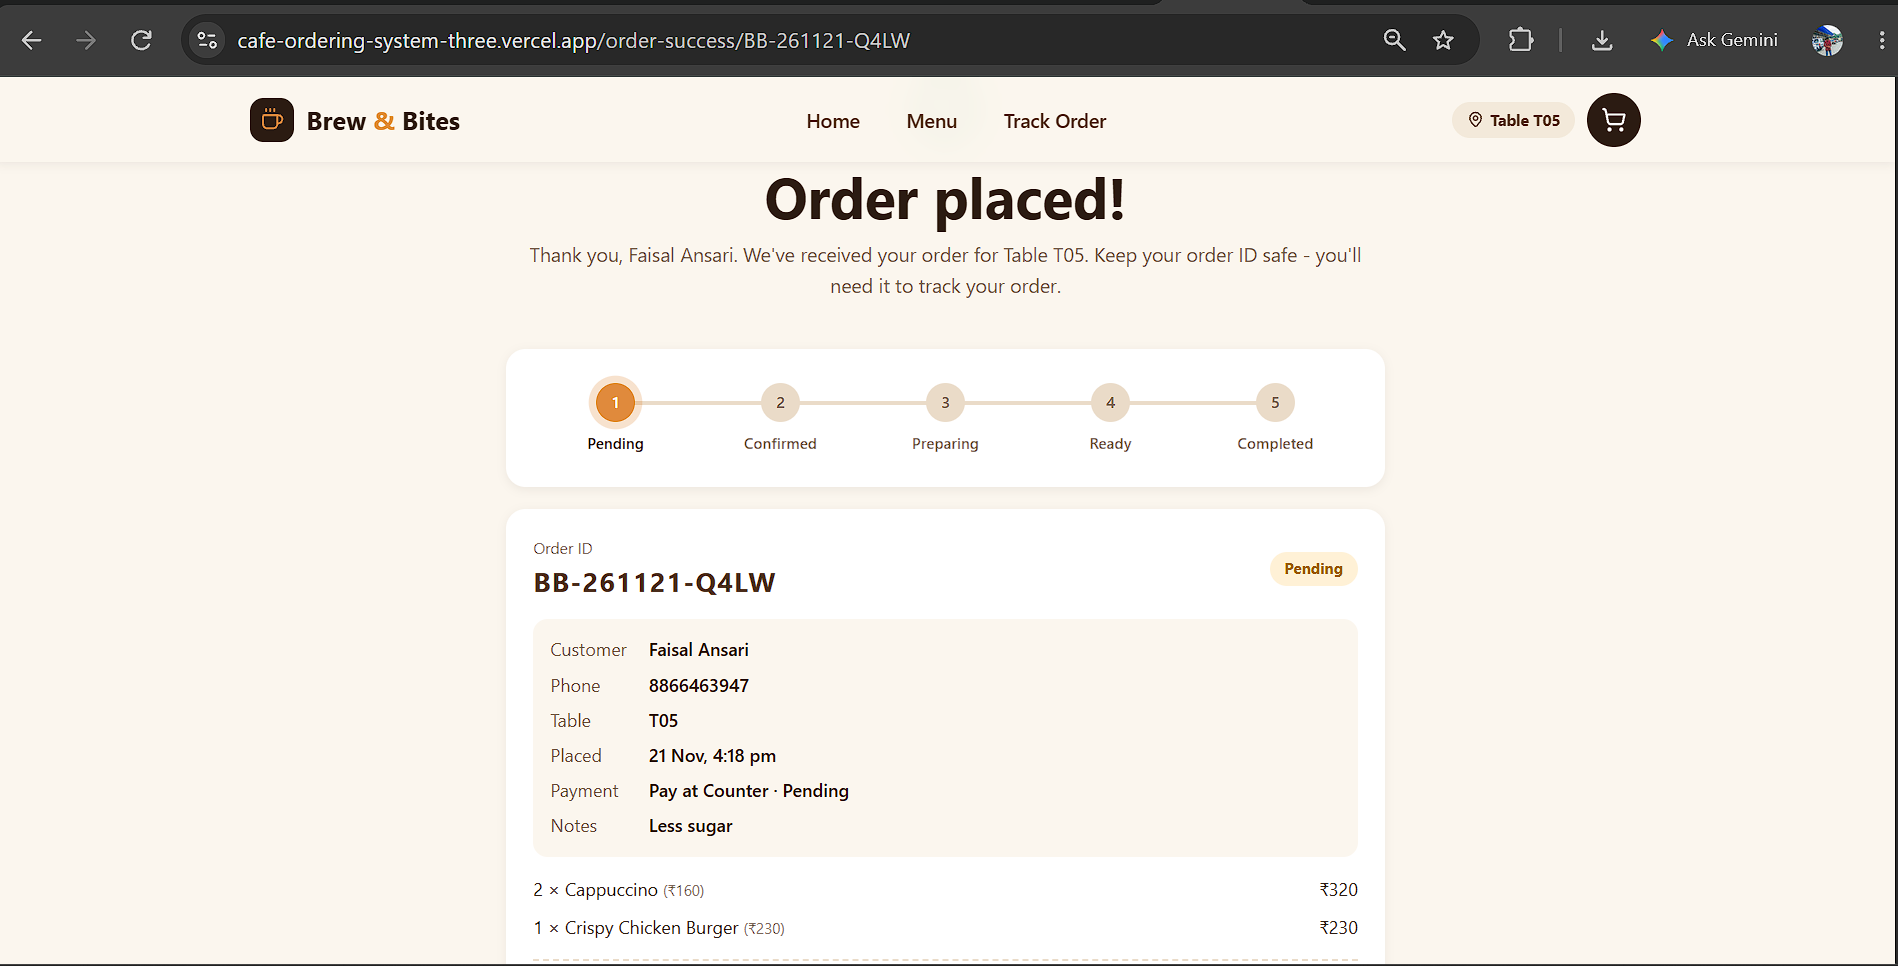 cafe-ordering-system-three.vercel.app/order-success/BB-261121-Q4LW
Ask Gemini
Brew & Bites
Home
Menu
Track Order
Table T05
Order placed!
Thank you, Faisal Ansari. We've received your order for Table T05. Keep your order ID safe - you'll
need it to track your order.
1
2
3
4
5
Pending
Confirmed
Preparing
Ready
Completed
Order ID
BB-261121-Q4LW
Pending
Customer Faisal Ansari
Phone 8866463947
Table T05
Placed 21 Nov, 4:18 pm
Payment Pay at Counter · Pending
Notes Less sugar
2 × Cappuccino (₹160) ₹320
1 × Crispy Chicken Burger (₹230) ₹230